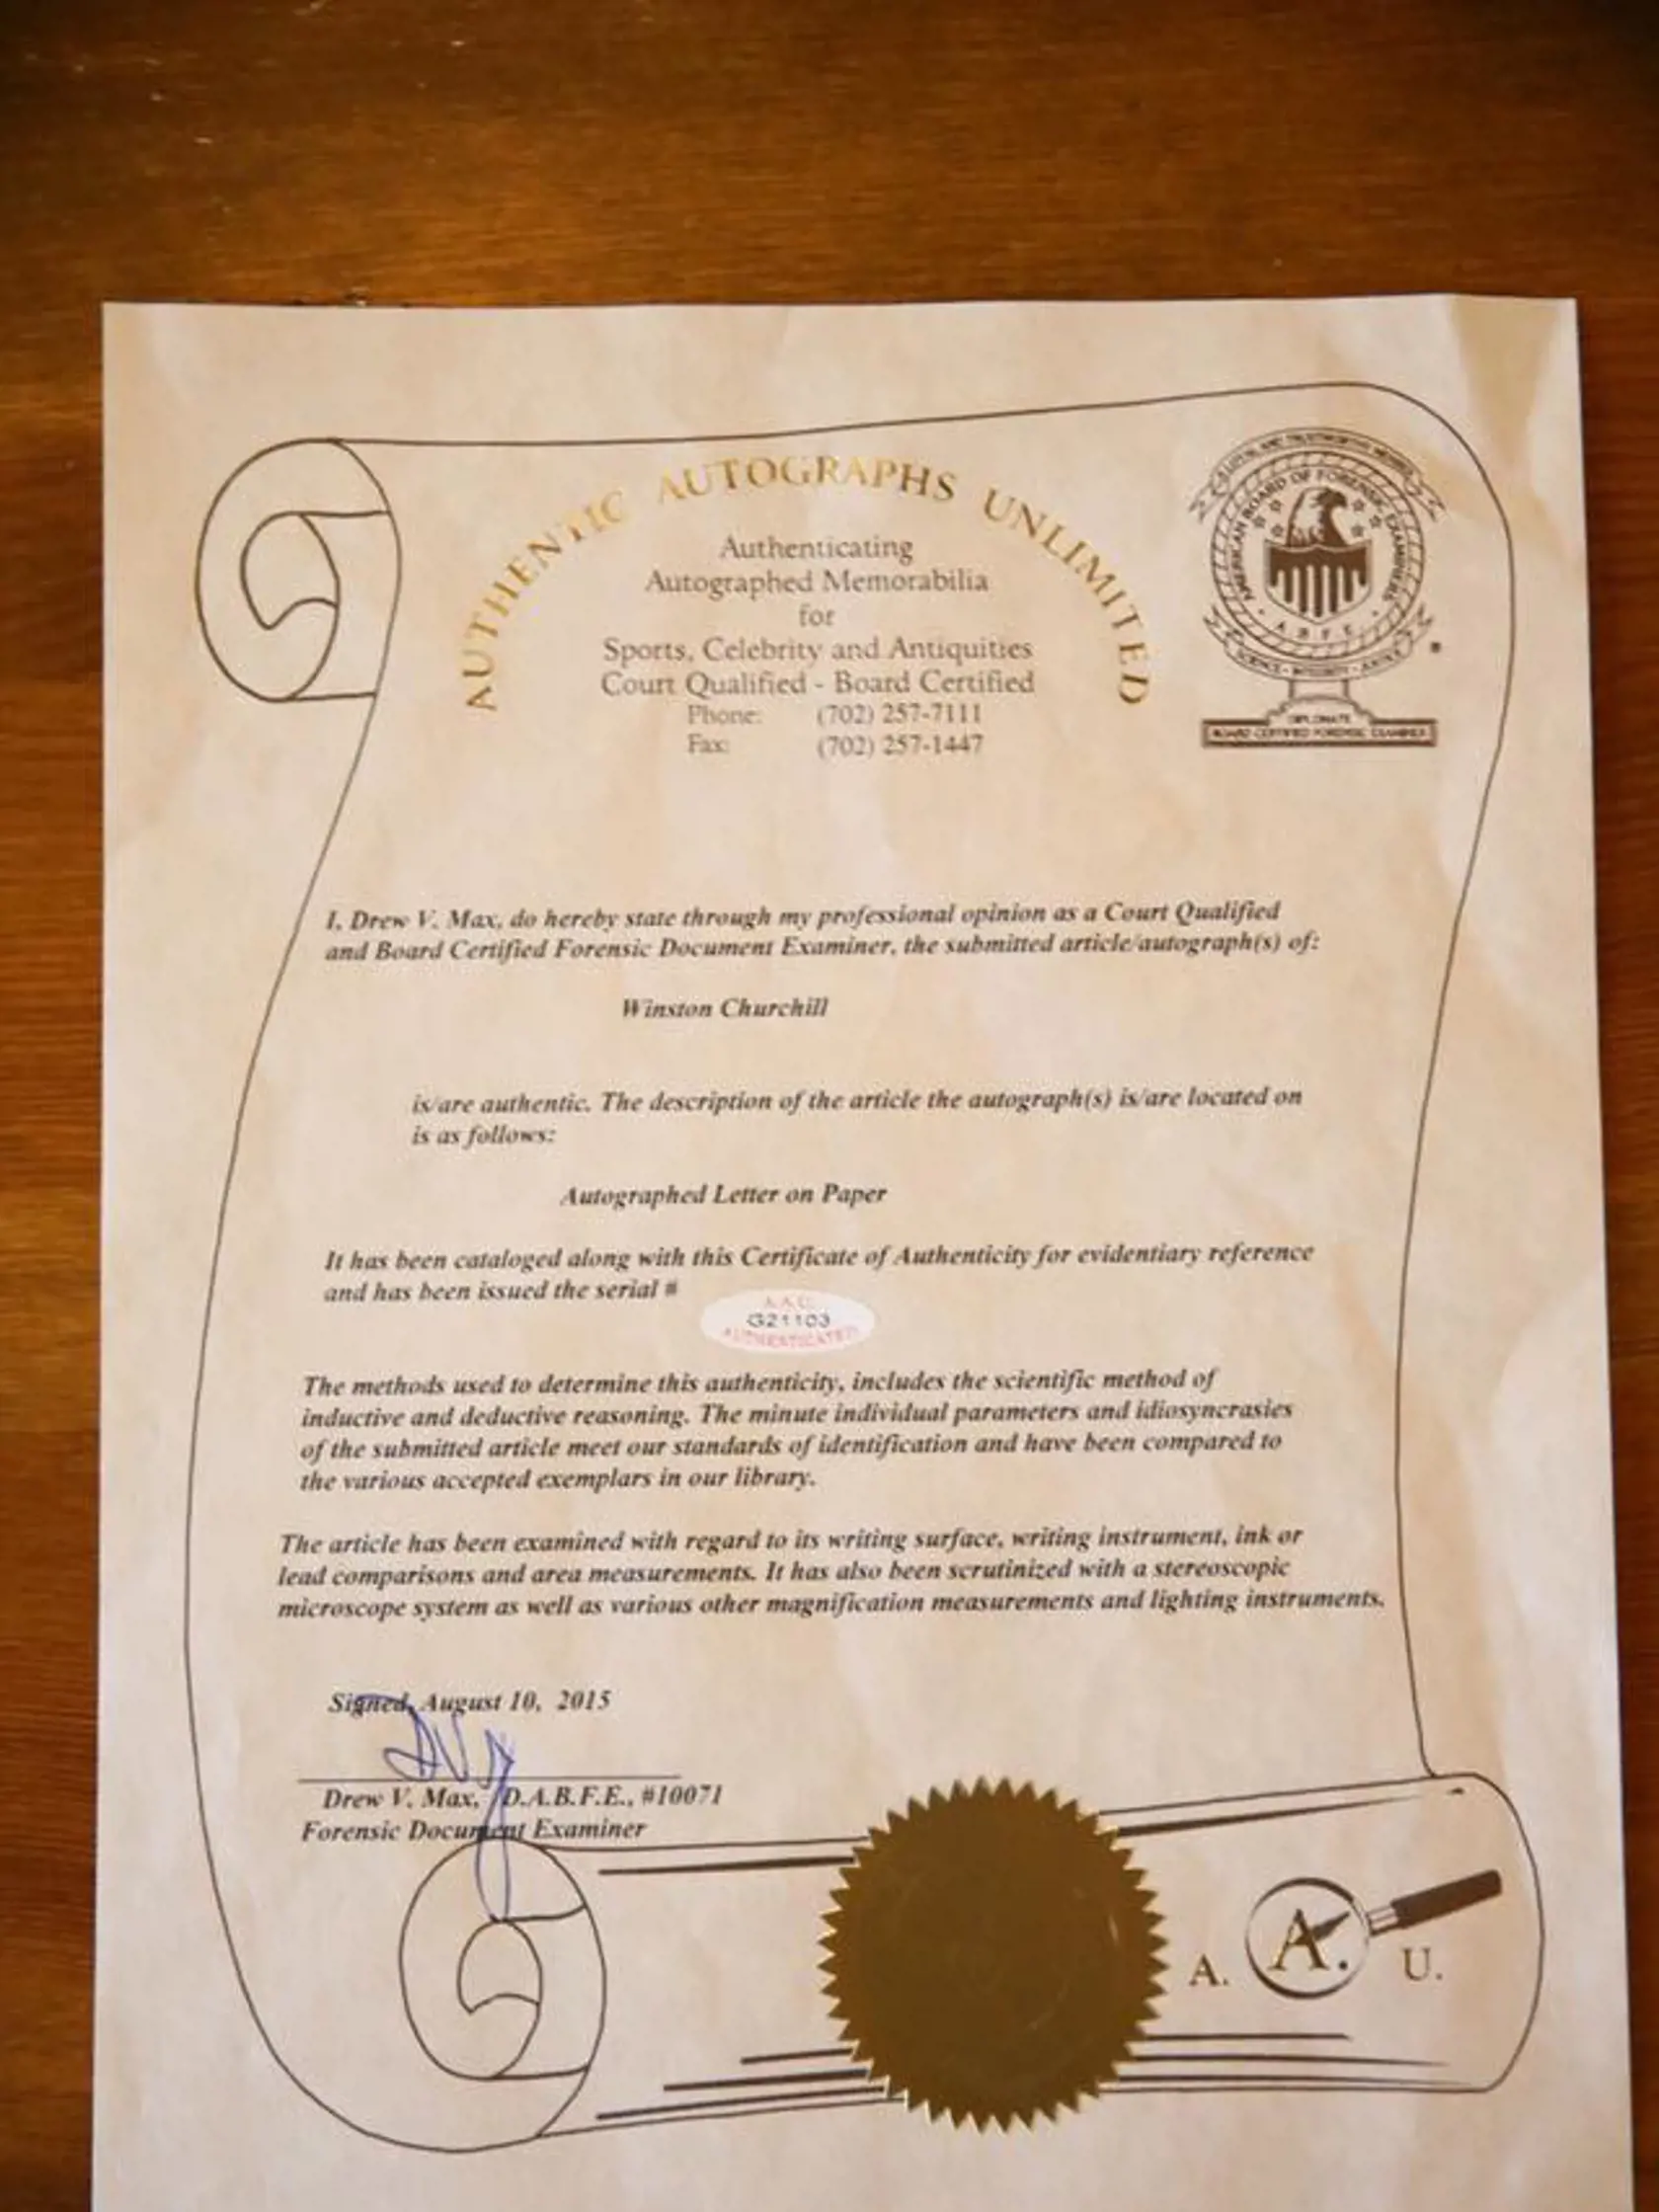 AUTHENTIC AUTOGRAPHS UNLIMITED
Authenticating
Autographed Memorabilia
for
Sports, Celebrity and Antiquities
Court Qualified - Board Certified
Phone: (702) 257-7111
Fax: (702) 257-1447
AMERICAN BOARD OF FORENSIC EXAMINERS
A B F E
DIPLOMATE
BOARD CERTIFIED FORENSIC EXAMINER
I, Drew V. Max, do hereby state through my professional opinion as a Court Qualified
and Board Certified Forensic Document Examiner, the submitted article/autograph(s) of:
Winston Churchill
is/are authentic. The description of the article the autograph(s) is/are located on
is as follows:
Autographed Letter on Paper
It has been cataloged along with this Certificate of Authenticity for evidentiary reference
and has been issued the serial #
A.A.U.
G21103
AUTHENTICATED
The methods used to determine this authenticity, includes the scientific method of
inductive and deductive reasoning. The minute individual parameters and idiosyncrasies
of the submitted article meet our standards of identification and have been compared to
the various accepted exemplars in our library.
The article has been examined with regard to its writing surface, writing instrument, ink or
lead comparisons and area measurements. It has also been scrutinized with a stereoscopic
microscope system as well as various other magnification measurements and lighting instruments.
Signed, August 10, 2015
Drew V. Max, D.A.B.F.E., #10071
Forensic Document Examiner
A. A. U.